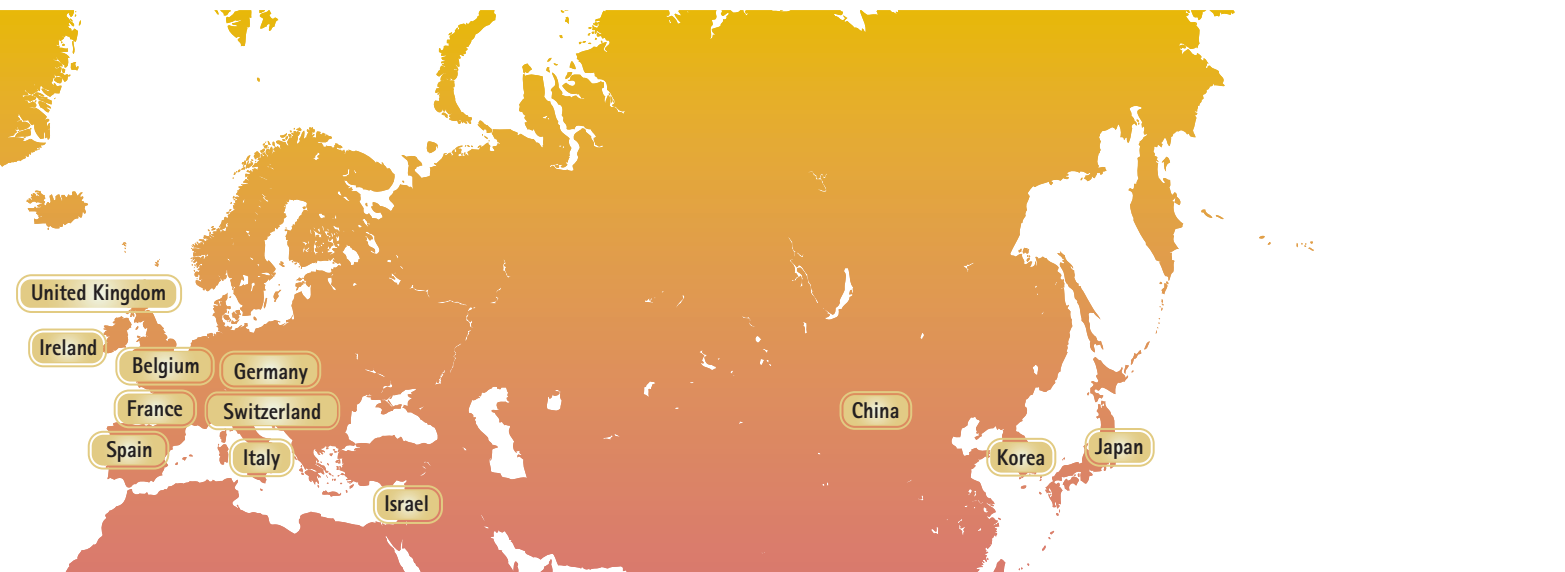 United Kingdom
Ireland
Belgium
Germany
France
Switzerland
China
Spain
Italy
Korea
Japan
Israel